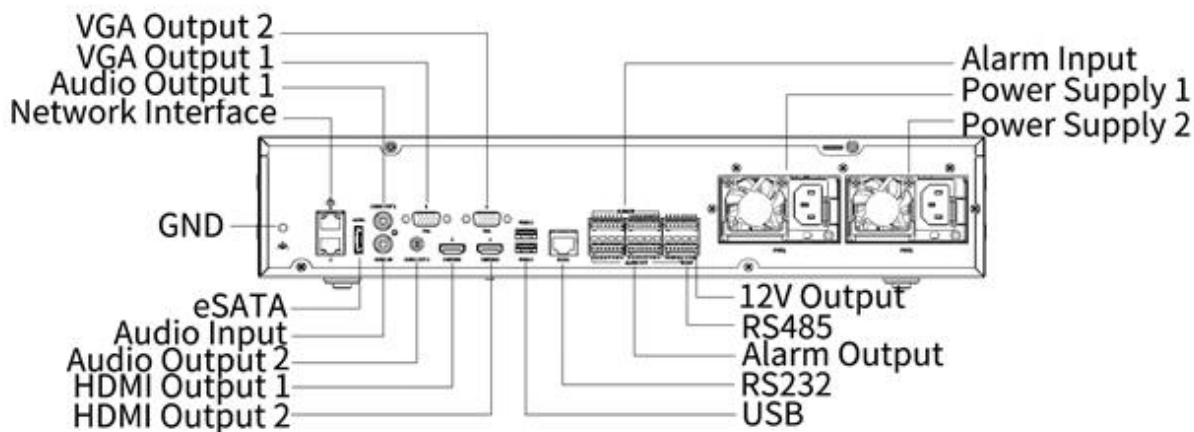 VGA Output 2
VGA Output 1
Audio Output 1
Network Interface
Alarm Input
Power Supply 1
Power Supply 2
GND
eSATA
Audio Input
Audio Output 2
HDMI Output 1
HDMI Output 2
12V Output
RS485
Alarm Output
RS232
USB